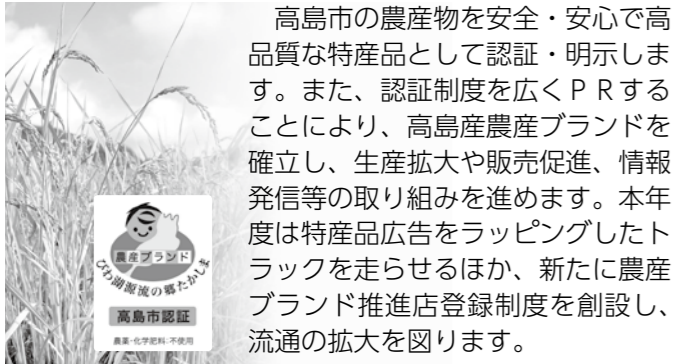 高島市の農産物を安全・安心で高
品質な特産品として認証・明示しま
す。また、認証制度を広くＰＲする
ことにより、高島産農産ブランドを
確立し、生産拡大や販売促進、情報
発信等の取り組みを進めます。本年
度は特産品広告をラッピングしたト
ラックを走らせるほか、新たに農産
ブランド推進店登録制度を創設し、
流通の拡大を図ります。
農産ブランド
びわ湖源流の郷たかしま
高島市認証
農薬・化学肥料：不使用